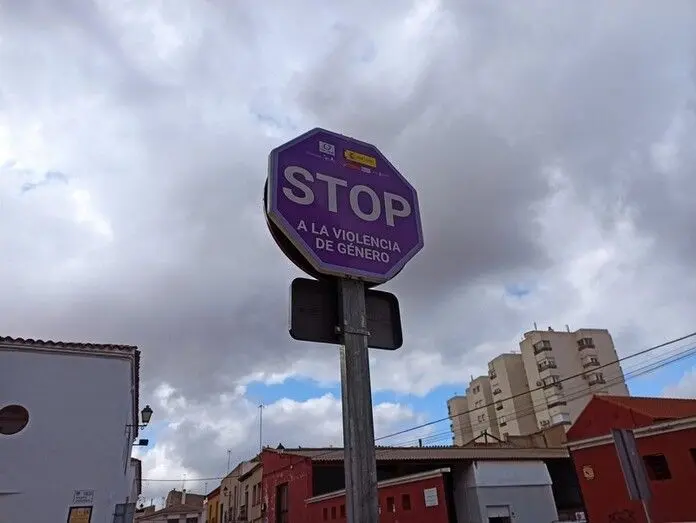 STOP
A LA VIOLENCIA
DE GÉNERO